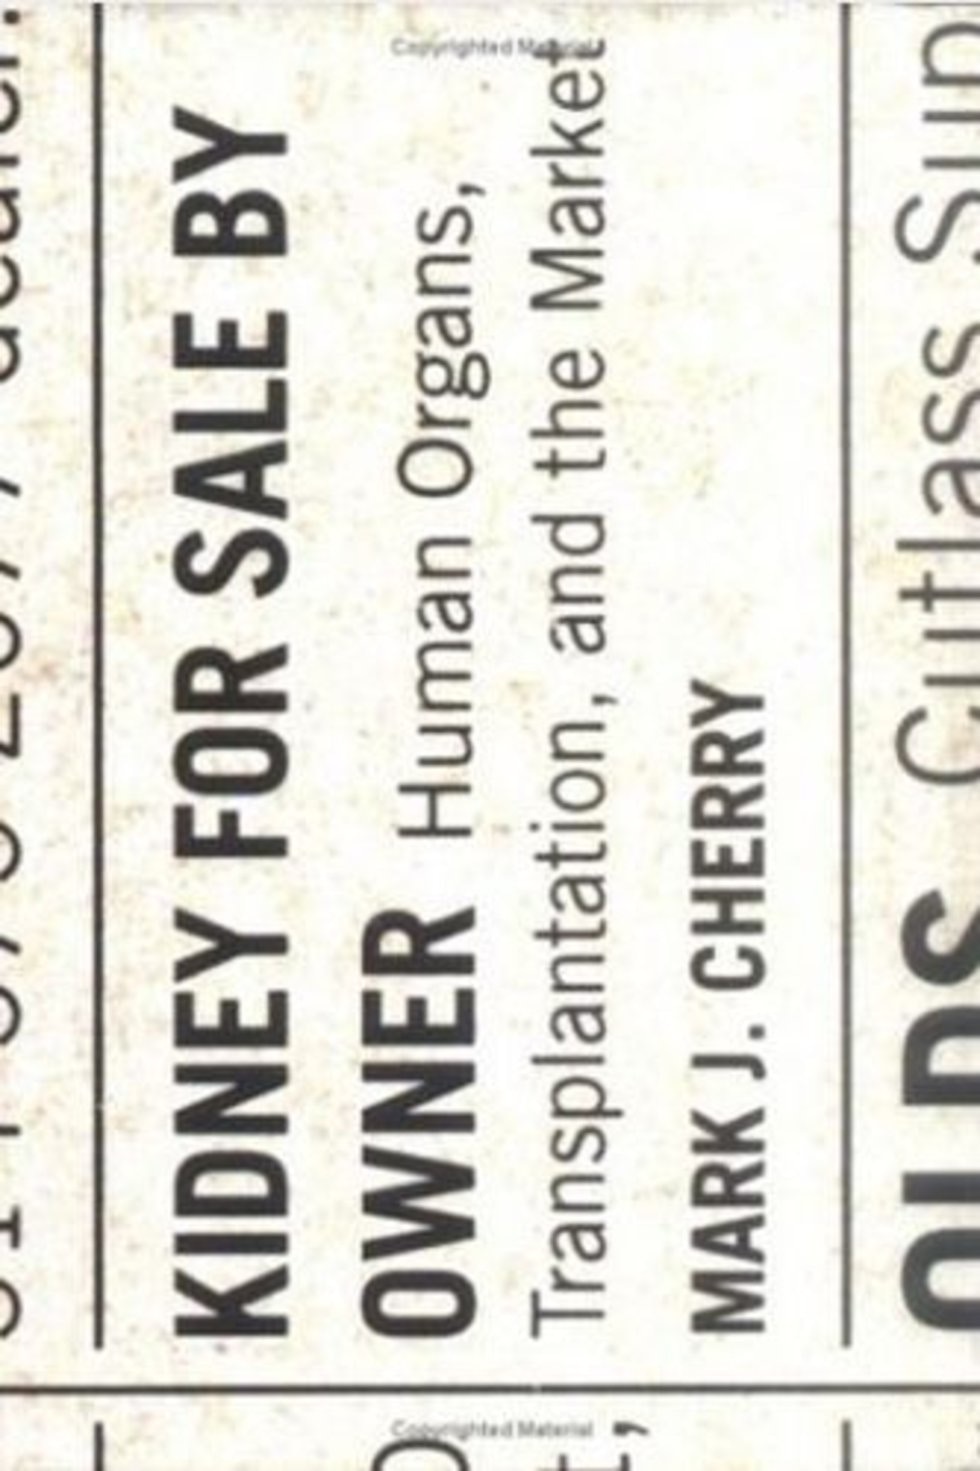 Copyrighted Material
KIDNEY FOR SALE BY
OWNER Human Organs,
Transplantation, and the Market
MARK J. CHERRY
OLDS Cutlass Sup
Copyrighted Material